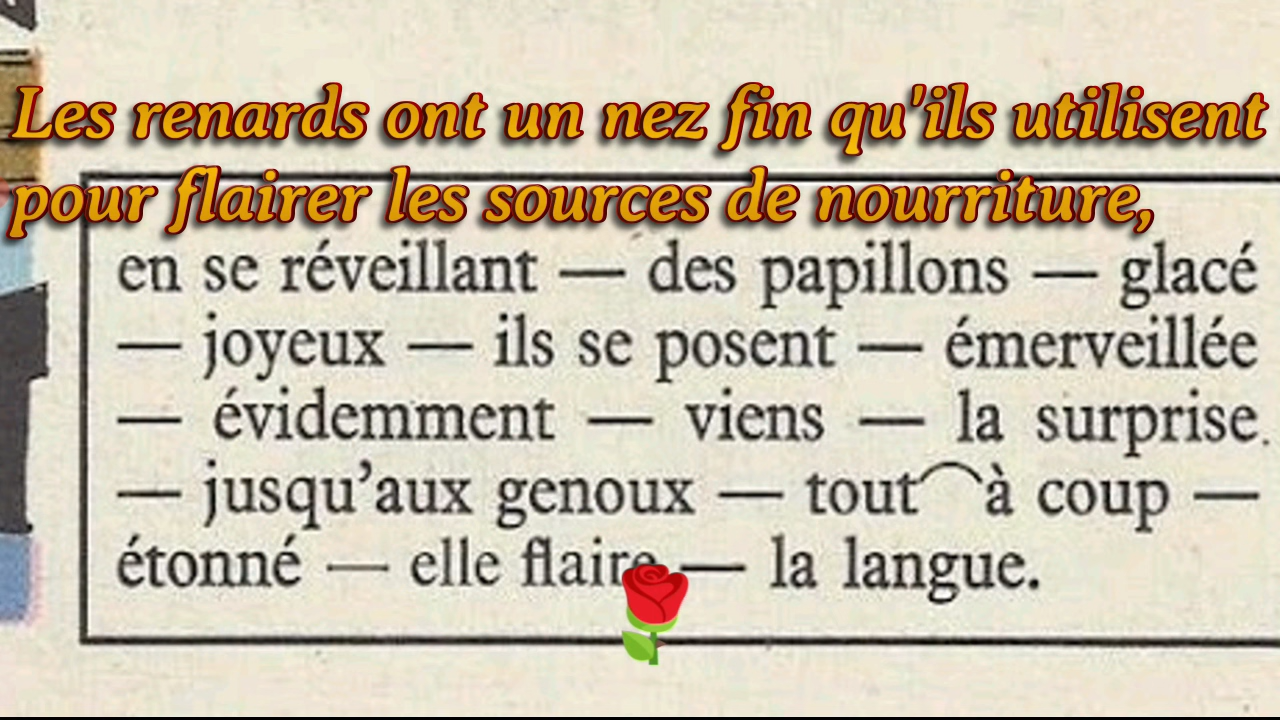 Les renards ont un nez fin qu'ils utilisent
pour flairer les sources de nourriture,
en se réveillant — des papillons — glacé
— joyeux — ils se posent — émerveillée
— évidemment — viens — la surprise
— jusqu'aux genoux — tout à coup —
étonné — elle flaire — la langue.